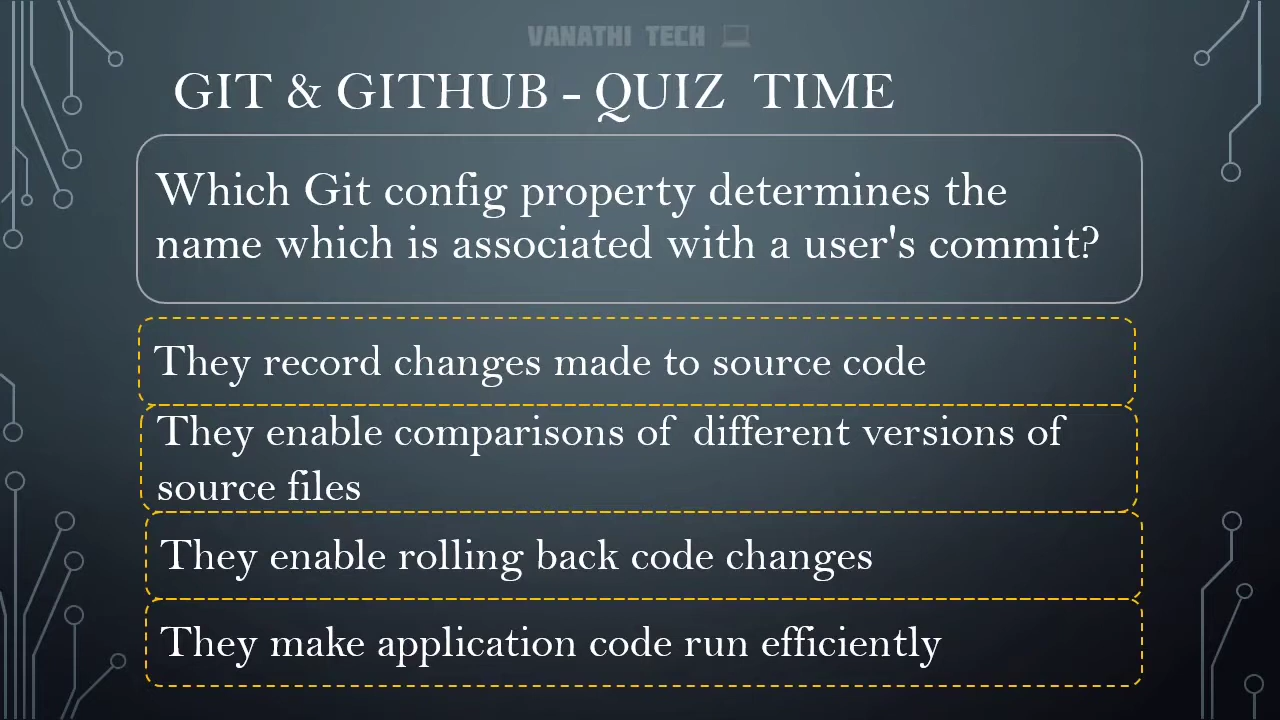 VANATHI TECH
GIT & GITHUB - QUIZ TIME
Which Git config property determines the
name which is associated with a user's commit?
They record changes made to source code
They enable comparisons of different versions of
source files
They enable rolling back code changes
They make application code run efficiently